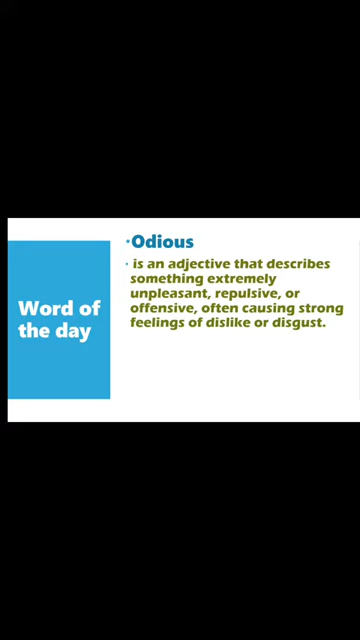 Word of
the day
•Odious
• is an adjective that describes
something extremely
unpleasant, repulsive, or
offensive, often causing strong
feelings of dislike or disgust.